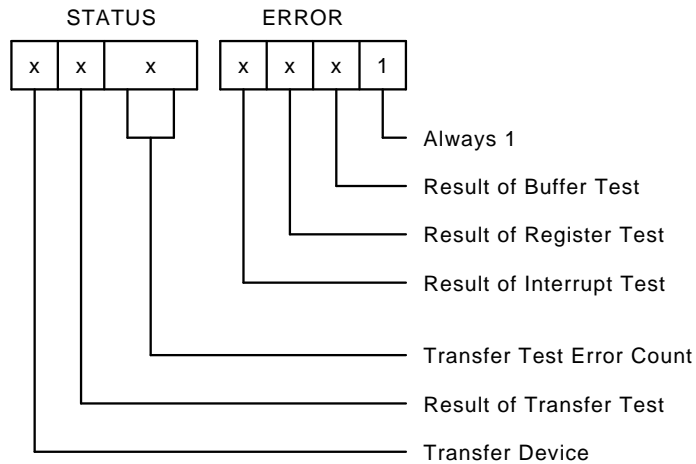 STATUS ERROR
x x x x x x 1
Always 1
Result of Buffer Test
Result of Register Test
Result of Interrupt Test
Transfer Test Error Count
Result of Transfer Test
Transfer Device